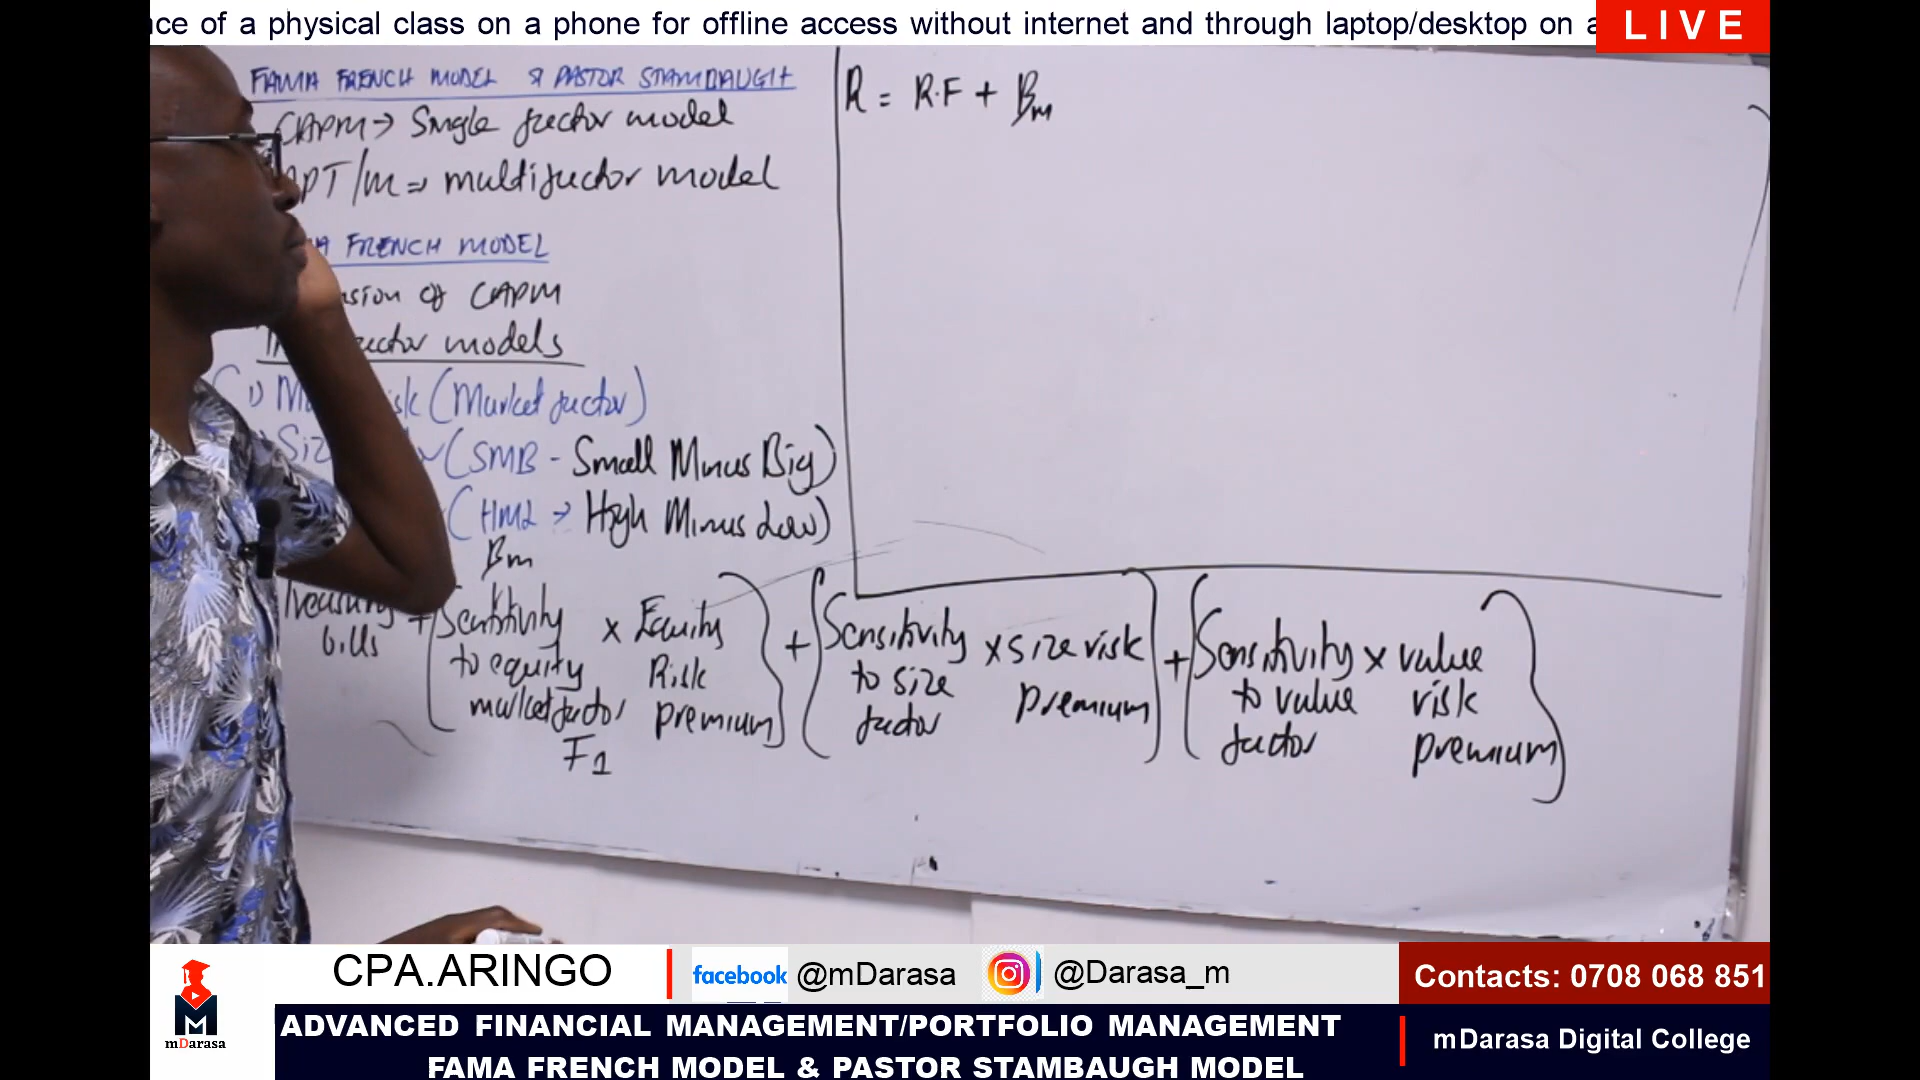 nce of a physical class on a phone for offline access without internet and through laptop/desktop on a
LIVE
FAMA FRENCH MODEL & PASTOR STAMBAUGH
CAPM → Single factor model
APT/M ⇒ multifactor model
FRENCH MODEL
of CAPM
models
1) (Market factor)
(SMB - Small Minus Big)
(HML → High Minus Low)
Bm
Treasury bills + (Sensitivity to equity market factor F1 x Equity Risk premium) + (Sensitivity to size factor x size risk premium) + (Sensitivity to value factor x value risk premium)
R = R.F + Bm
CPA.ARINGO
facebook @mDarasa
@Darasa_m
Contacts: 0708 068 851
mDarasa
ADVANCED FINANCIAL MANAGEMENT/PORTFOLIO MANAGEMENT
FAMA FRENCH MODEL & PASTOR STAMBAUGH MODEL
mDarasa Digital College